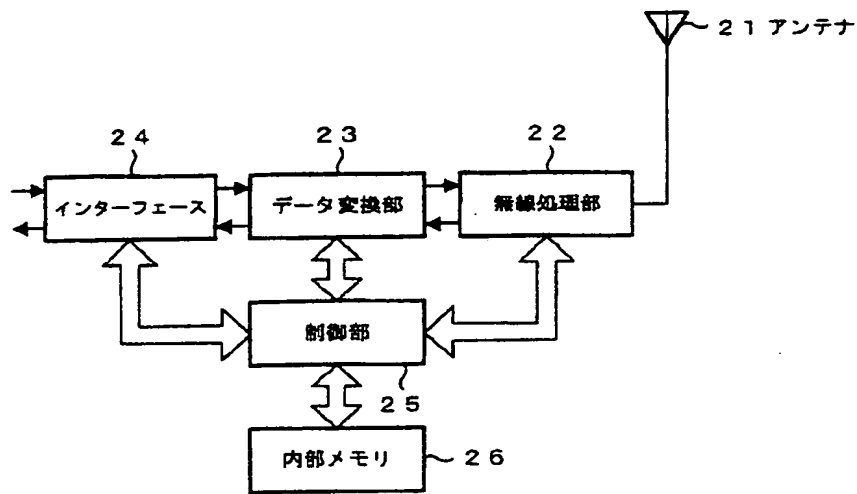 ２１ アンテナ
２４
２３
２２
インターフェース
データ変換部
無線処理部
制御部
２５
内部メモリ
２６